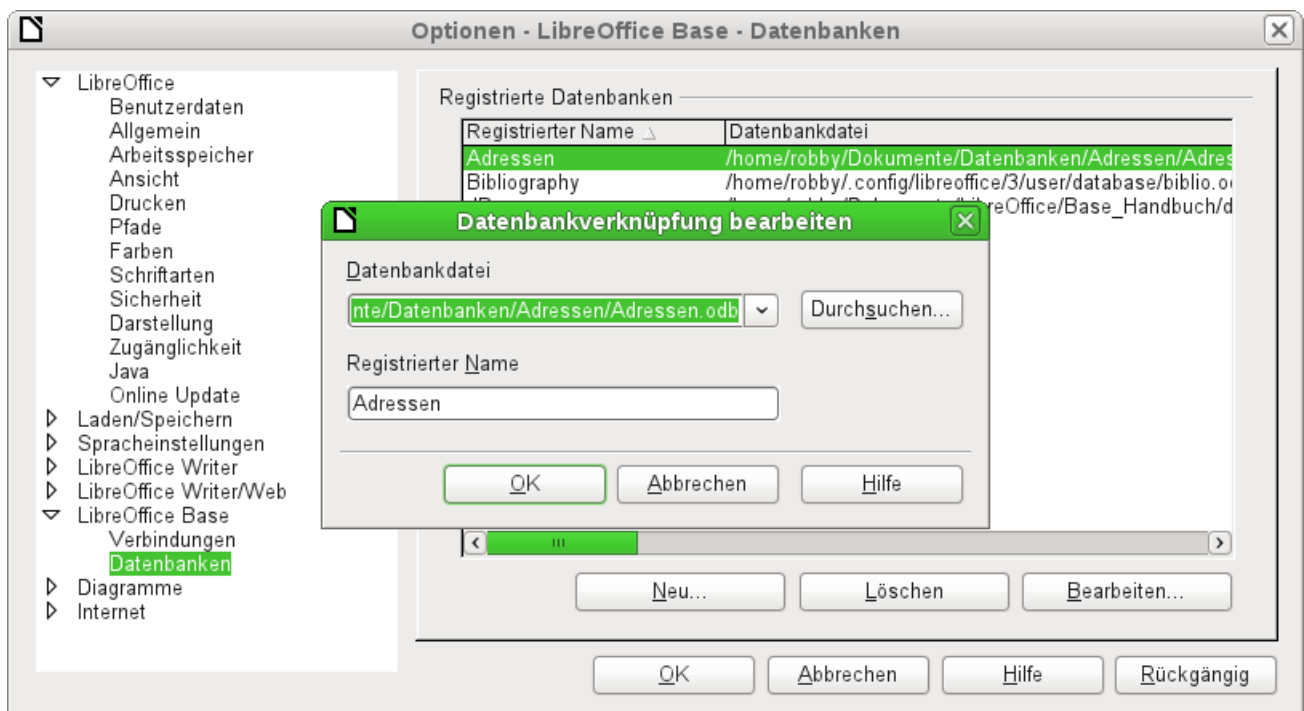 Optionen - LibreOffice Base - Datenbanken
LibreOffice
Benutzerdaten
Allgemein
Arbeitsspeicher
Ansicht
Drucken
Pfade
Farben
Schriftarten
Sicherheit
Darstellung
Zugänglichkeit
Java
Online Update
Laden/Speichern
Spracheinstellungen
LibreOffice Writer
LibreOffice Writer/Web
LibreOffice Base
Verbindungen
Datenbanken
Diagramme
Internet
Registrierte Datenbanken
Registrierter Name Datenbankdatei
Adressen /home/robby/Dokumente/Datenbanken/Adressen/Adres
Bibliography /home/robby/.config/libreoffice/3/user/database/biblio.o
Office/Base_Handbuch/d
Datenbankverknüpfung bearbeiten
Datenbankdatei
nte/Datenbanken/Adressen/Adressen.odb Durchsuchen...
Registrierter Name
Adressen
OK Abbrechen Hilfe
Neu... Löschen Bearbeiten...
OK Abbrechen Hilfe Rückgängig